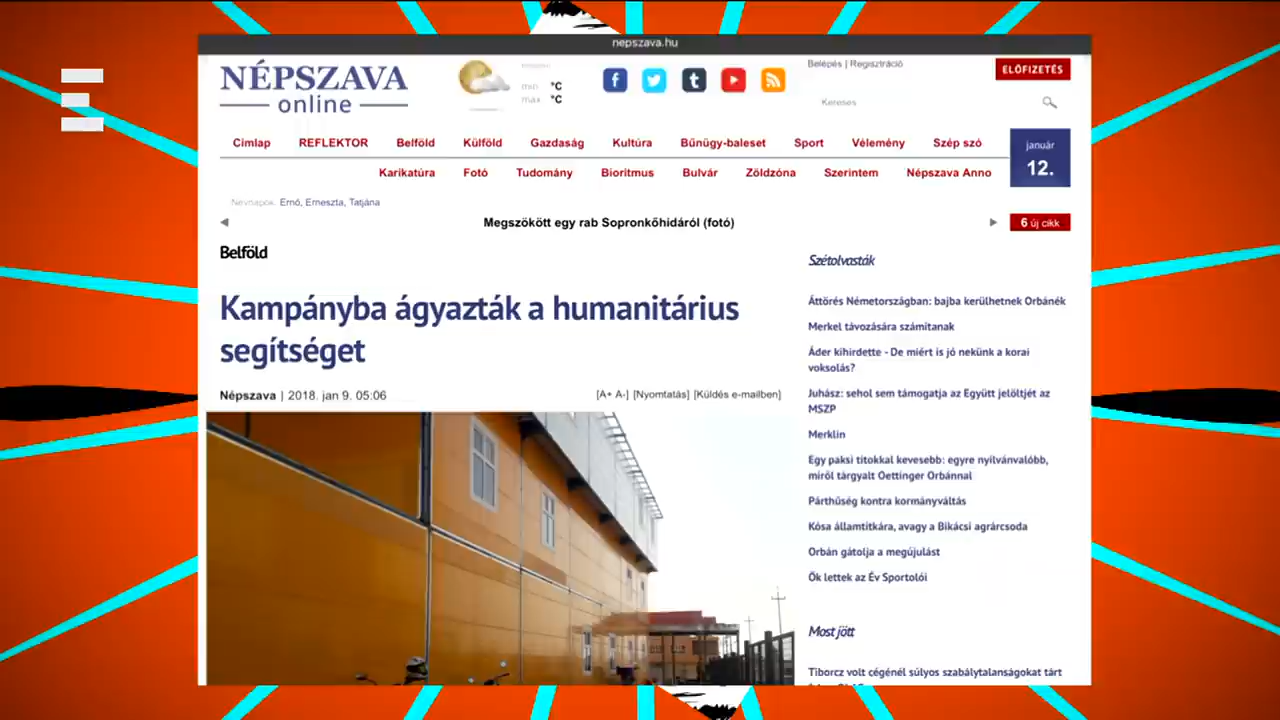 nepszava.hu
NÉPSZAVA
online
min °C
max °C
Belépés | Regisztráció
ELŐFIZETÉS
Keresés
Címlap REFLEKTOR Belföld Külföld Gazdaság Kultúra Bűnügy-baleset Sport Vélemény Szép szó
január
12.
Karikatúra Fotó Tudomány Bioritmus Bulvár Zöldzóna Szerintem Népszava Anno
Névnapok: Ernő, Erneszta, Tatjána
Megszökött egy rab Sopronkőhidáról (fotó)
6 új cikk
Belföld
Kampányba ágyazták a humanitárius
segítséget
Népszava | 2018. jan 9. 05:06
[A+ A-] [Nyomtatás] [Küldés e-mailben]
Szétolvasták
Áttörés Németországban: bajba kerülhetnek Orbánék
Merkel távozására számítanak
Áder kihirdette - De miért is jó nekünk a korai
voksolás?
Juhász: sehol sem támogatja az Együtt jelöltjét az
MSZP
Merklin
Egy paksi titokkal kevesebb: egyre nyilvánvalóbb,
miről tárgyalt Oettinger Orbánnal
Párthűség kontra kormányváltás
Kósa államtitkára, avagy a Bikácsi agrárcsoda
Orbán gátolja a megújulást
Ők lettek az Év Sportolói
Most jött
Tiborcz volt cégénél súlyos szabálytalanságokat tárt